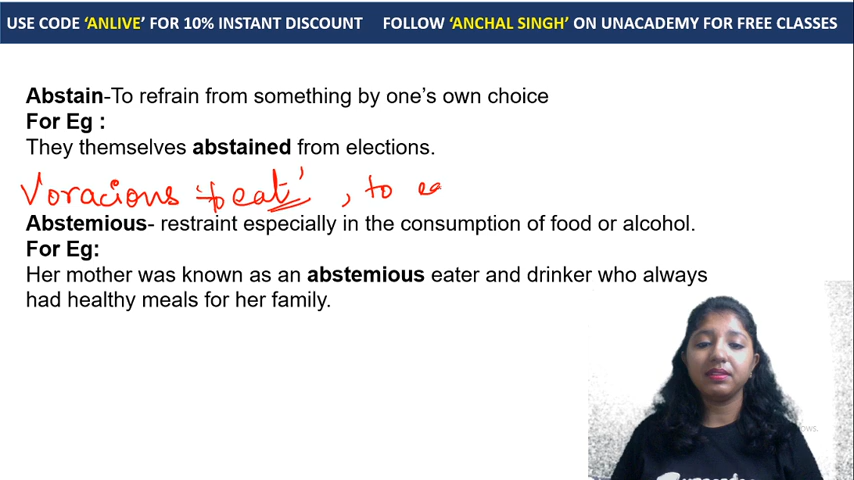 USE CODE ‘ANLIVE’ FOR 10% INSTANT DISCOUNT FOLLOW ‘ANCHAL SINGH’ ON UNACADEMY FOR FREE CLASSES
Abstain-To refrain from something by one’s own choice
For Eg :
They themselves abstained from elections.
Voracious 'to eat' , to ea
Abstemious- restraint especially in the consumption of food or alcohol.
For Eg:
Her mother was known as an abstemious eater and drinker who always
had healthy meals for her family.